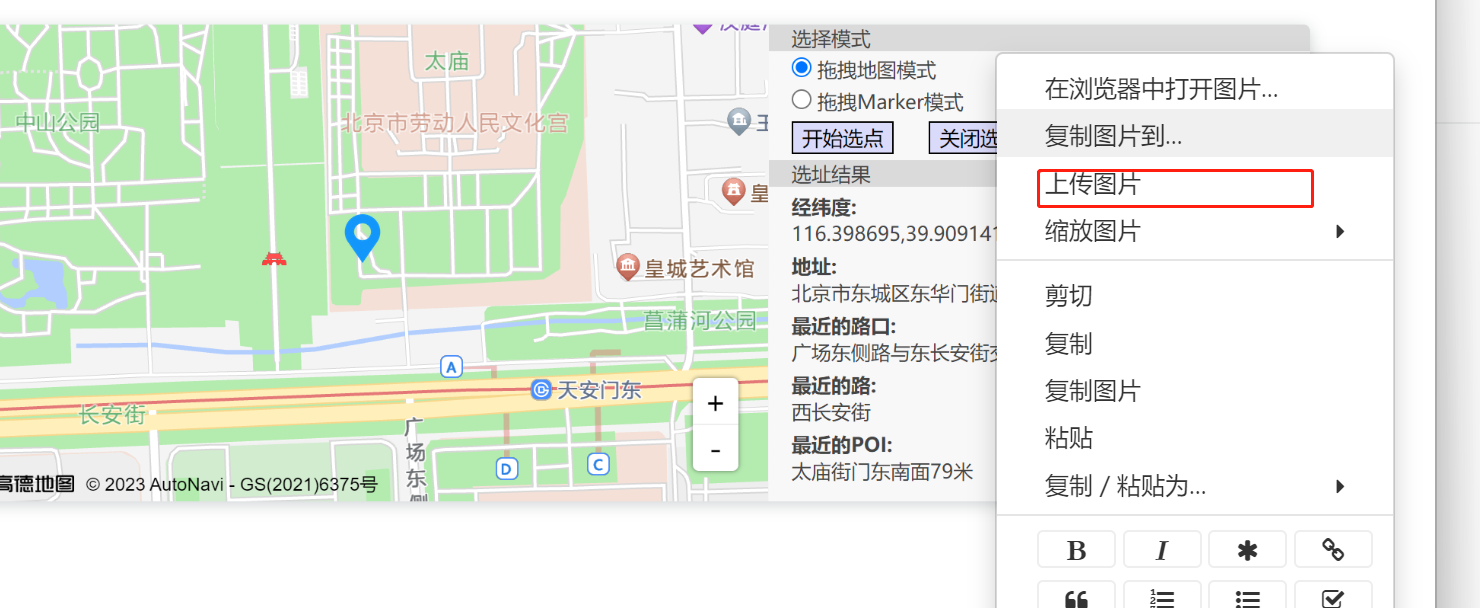 太庙
中山公园
北京市劳动人民文化宫
皇城艺术馆
菖蒲河公园
A
天安门东
长安街
广场东
D
C
+
-
高德地图 © 2023 AutoNavi - GS(2021)6375号
选择模式
拖拽地图模式
拖拽Marker模式
开始选点
关闭选
选址结果
经纬度:
116.398695,39.909141
地址:
北京市东城区东华门街道
最近的路口:
广场东侧路与东长安街交
最近的路:
西长安街
最近的POI:
太庙街门东南面79米
在浏览器中打开图片...
复制图片到...
上传图片
缩放图片
剪切
复制
复制图片
粘贴
复制 / 粘贴为...
B
I